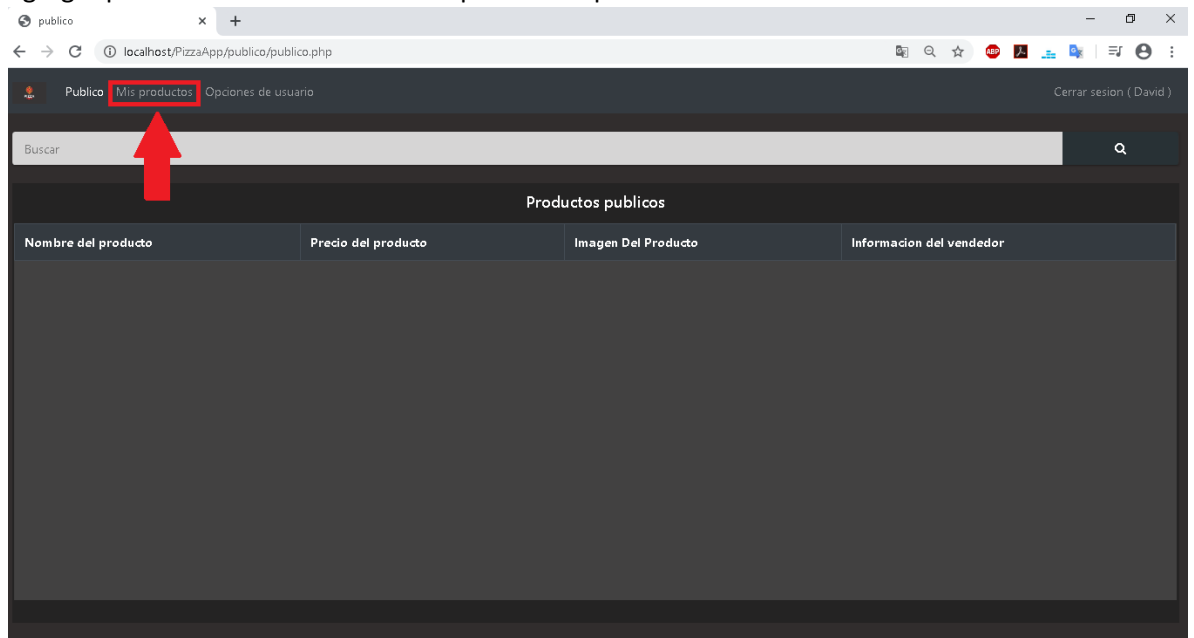 publico
localhost/PizzaApp/publico/publico.php
ABP
Publico Mis productos Opciones de usuario Cerrar sesion ( David )
Buscar
Productos publicos
Nombre del producto Precio del producto Imagen Del Producto Informacion del vendedor